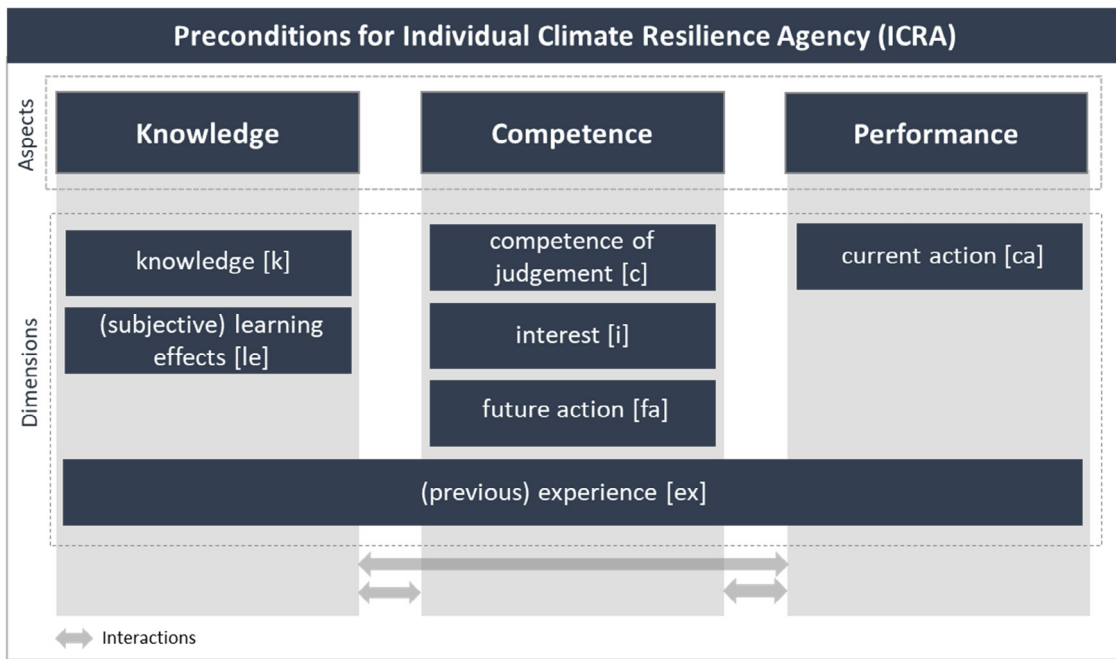 Preconditions for Individual Climate Resilience Agency (ICRA)
Aspects
Knowledge
Competence
Performance
Dimensions
knowledge [k]
(subjective) learning
effects [le]
competence of
judgement [c]
interest [i]
future action [fa]
current action [ca]
(previous) experience [ex]
Interactions